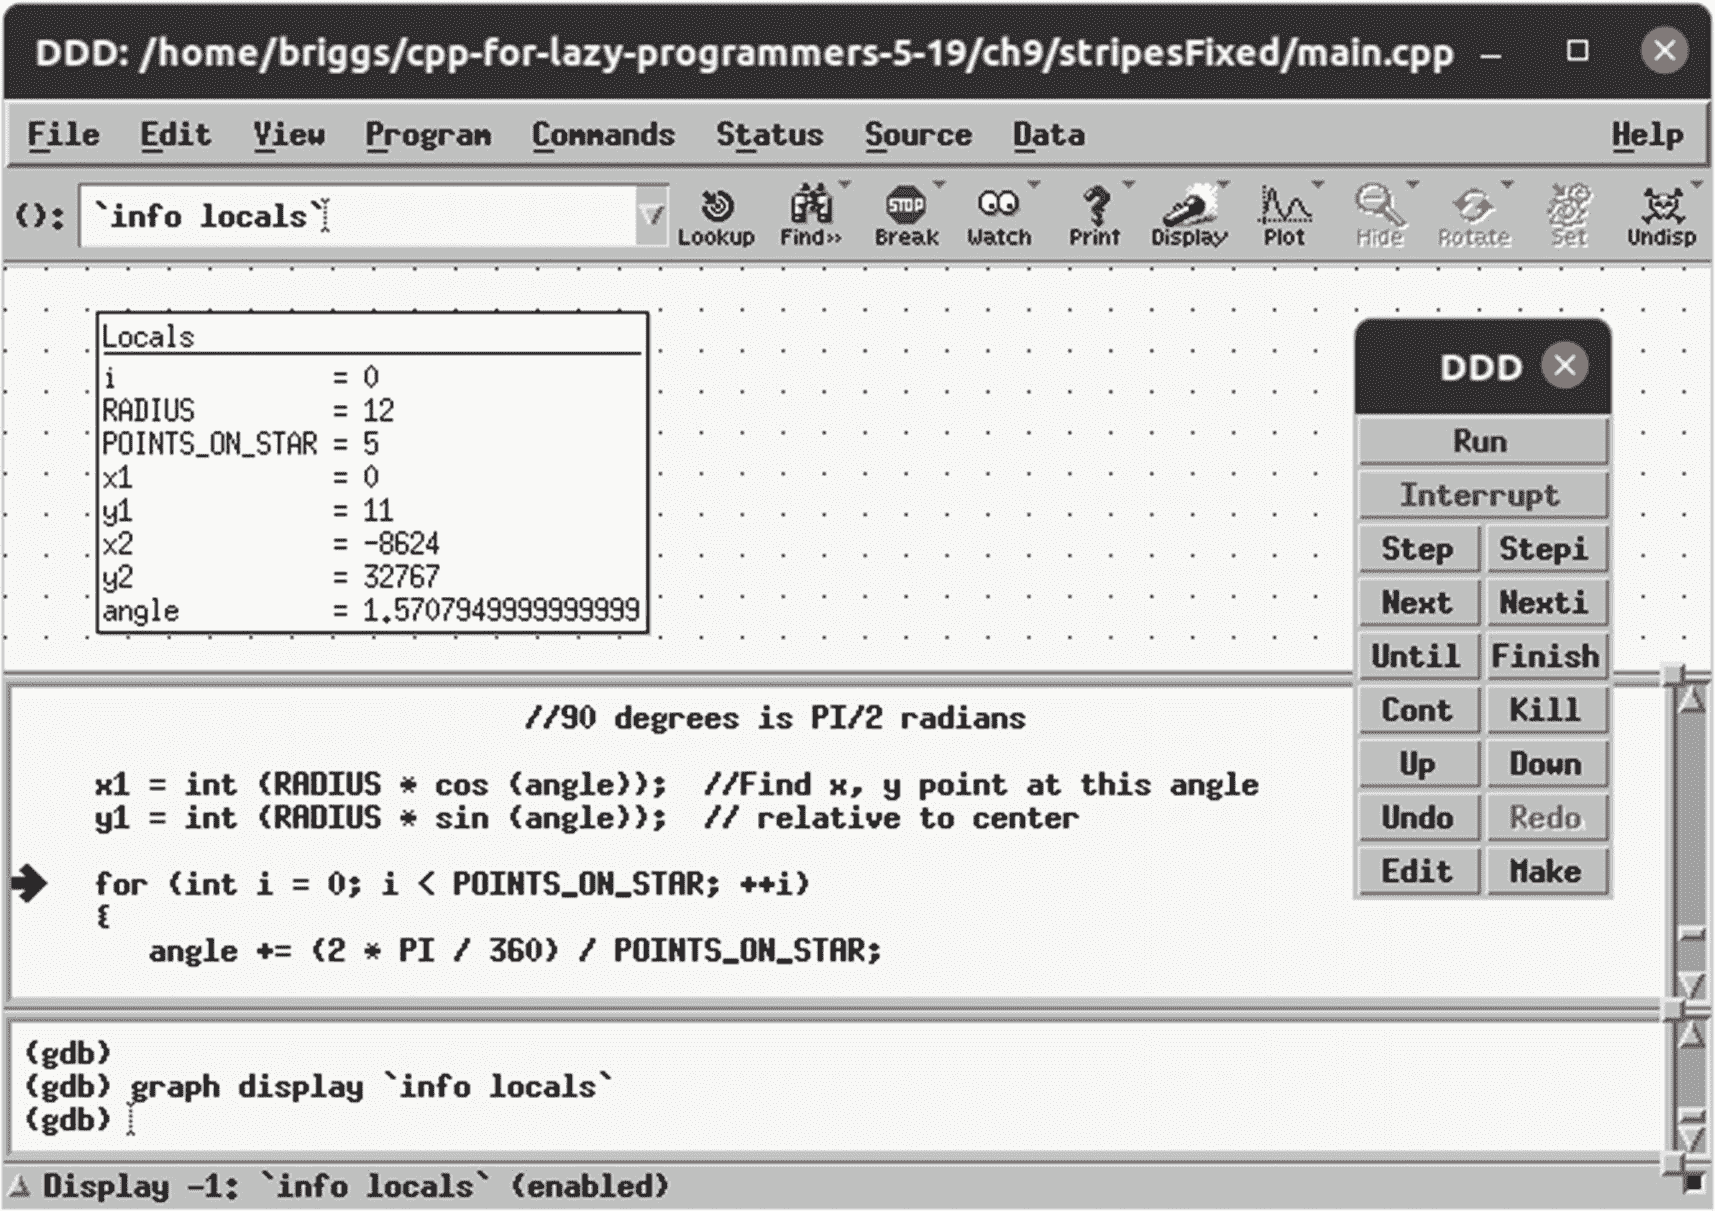 DDD: /home/briggs/cpp-for-lazy-programmers-5-19/ch9/stripesFixed/main.cpp
File Edit View Program Commands Status Source Data Help
(): `info locals`
Lookup Find>> Break Watch Print Display Plot Hide Rotate Set Undisp
Locals
i = 0
RADIUS = 12
POINTS_ON_STAR = 5
x1 = 0
y1 = 11
x2 = -8624
y2 = 32767
angle = 1.5707949999999999
DDD
Run
Interrupt
Step Stepi
Next Nexti
Until Finish
Cont Kill
Up Down
Undo Redo
Edit Make
//90 degrees is PI/2 radians
x1 = int (RADIUS * cos (angle)); //Find x, y point at this angle
y1 = int (RADIUS * sin (angle)); // relative to center
for (int i = 0; i < POINTS_ON_STAR; ++i)
{
angle += (2 * PI / 360) / POINTS_ON_STAR;
(gdb)
(gdb) graph display `info locals`
(gdb)
Display -1: `info locals` (enabled)